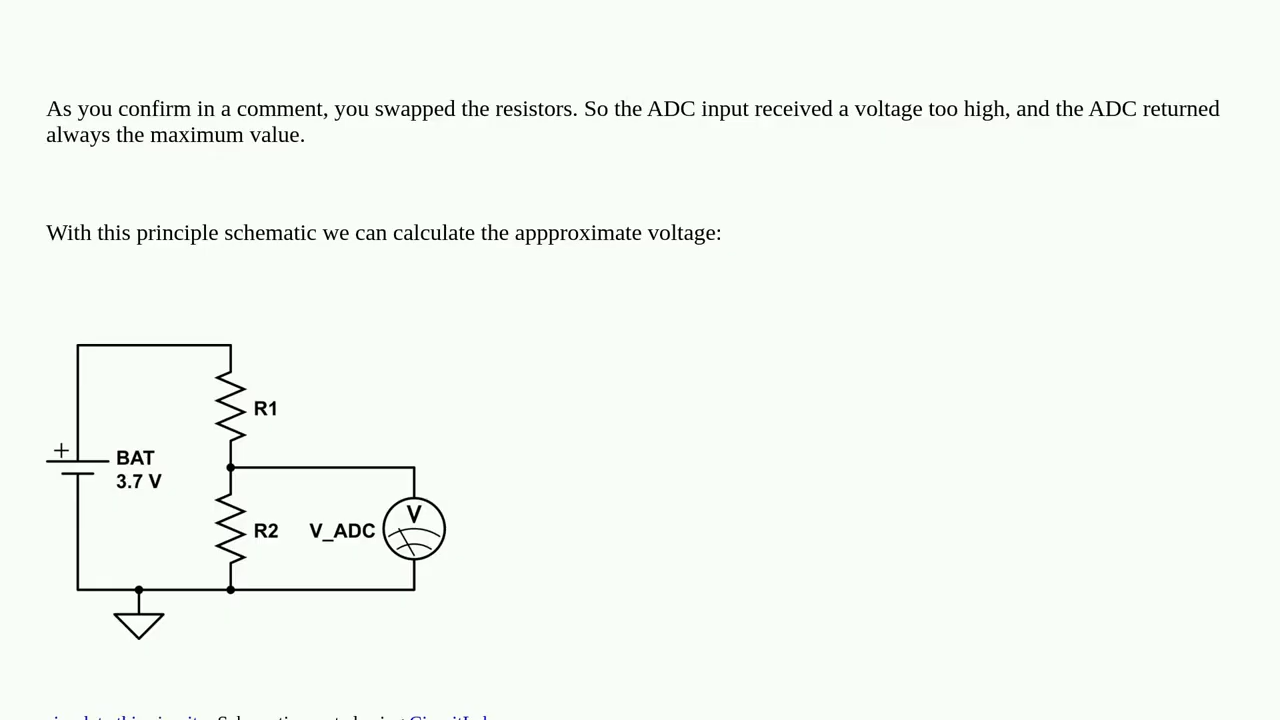 As you confirm in a comment, you swapped the resistors. So the ADC input received a voltage too high, and the ADC returned
always the maximum value.
With this principle schematic we can calculate the appproximate voltage:
R1
+
BAT
3.7 V
R2
V_ADC
V